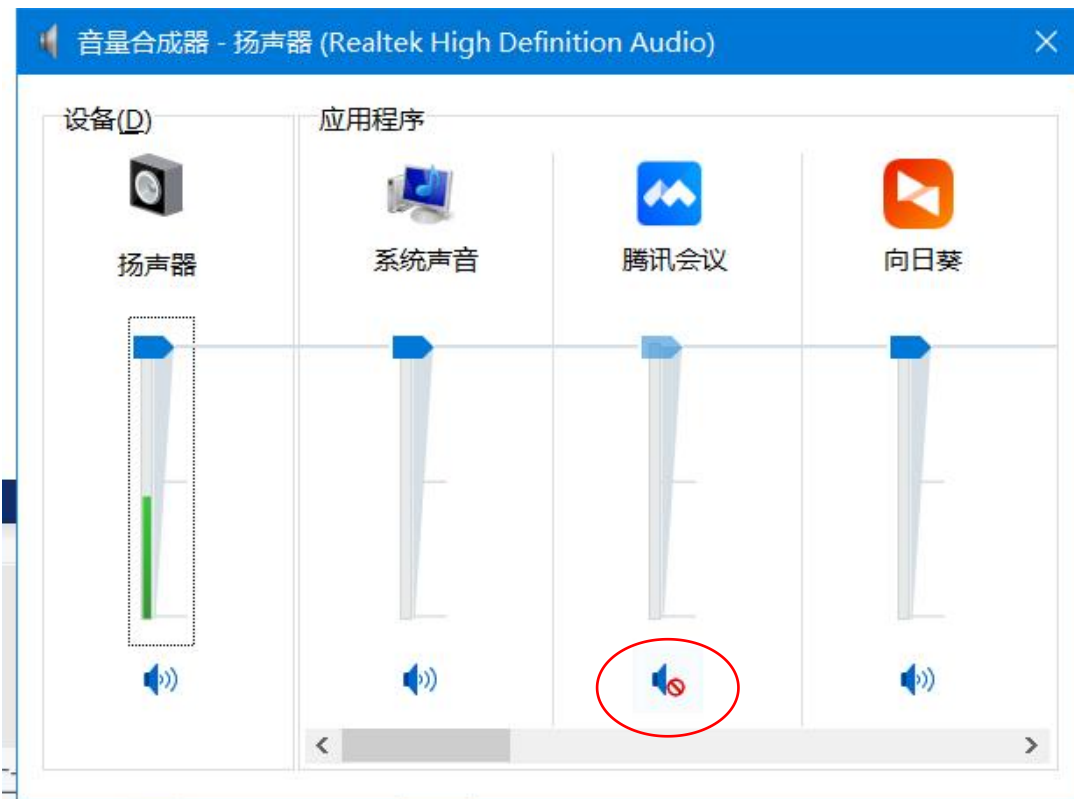 音量合成器 - 扬声器 (Realtek High Definition Audio)
设备(D)
应用程序
扬声器
系统声音
腾讯会议
向日葵